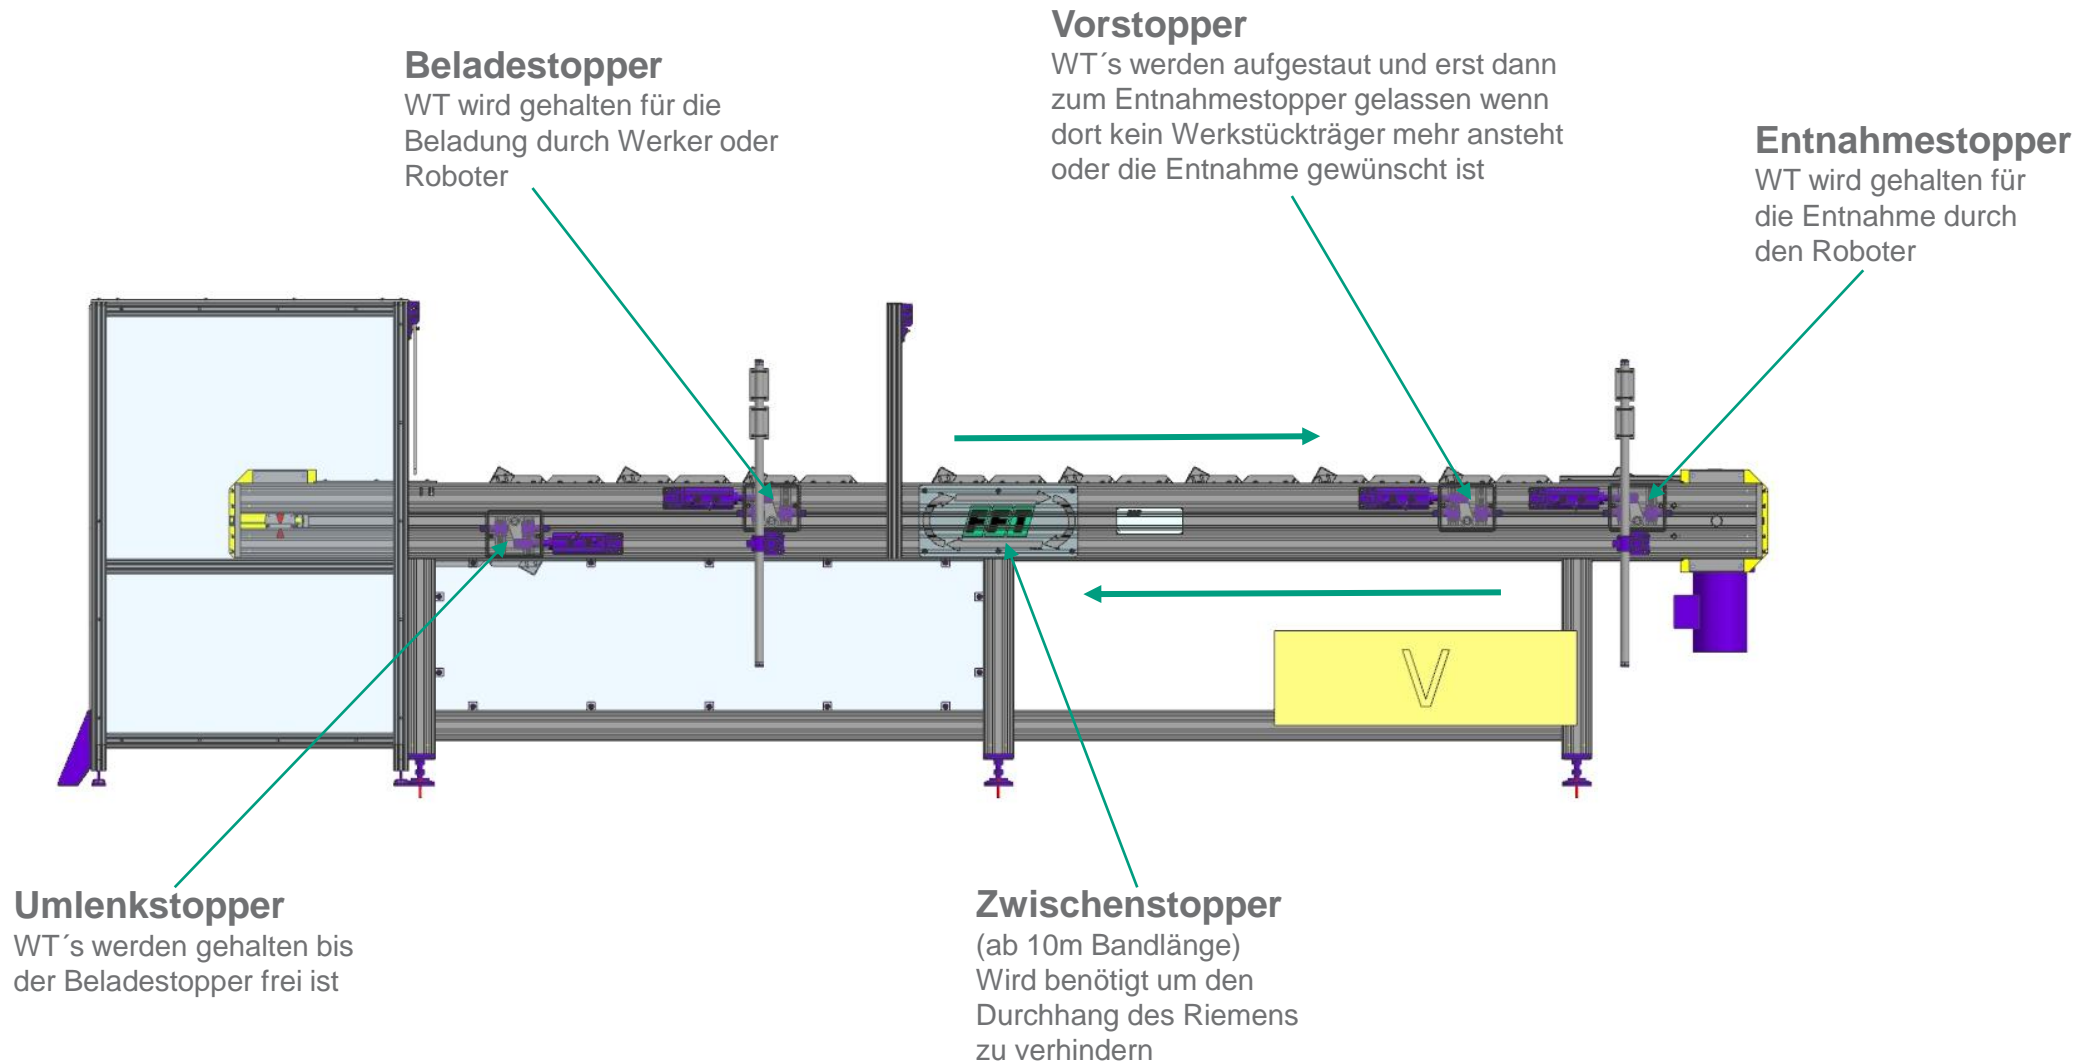 Vorstopper
WT´s werden aufgestaut und erst dann
zum Entnahmestopper gelassen wenn
dort kein Werkstückträger mehr ansteht
oder die Entnahme gewünscht ist
Beladestopper
WT wird gehalten für die
Beladung durch Werker oder
Roboter
Entnahmestopper
WT wird gehalten für
die Entnahme durch
den Roboter
FFT
V
Umlenkstopper
WT´s werden gehalten bis
der Beladestopper frei ist
Zwischenstopper
(ab 10m Bandlänge)
Wird benötigt um den
Durchhang des Riemens
zu verhindern